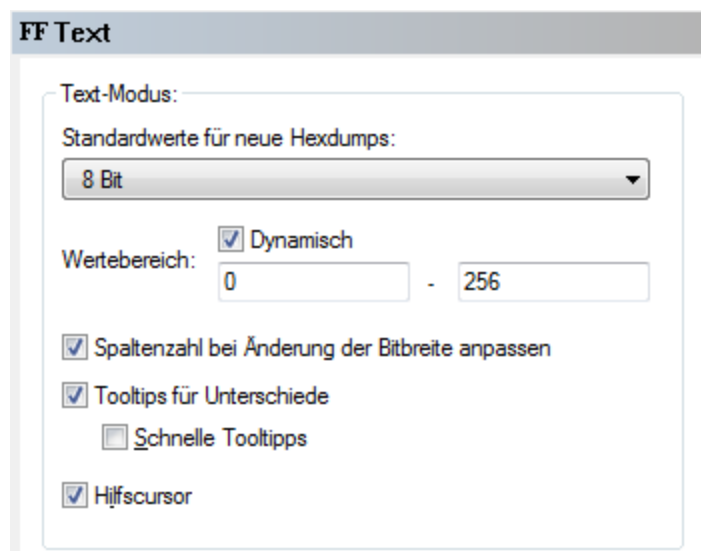 FF Text
Text-Modus:
Standardwerte für neue Hexdumps:
8 Bit
Dynamisch
Wertebereich:
0 - 256
Spaltenzahl bei Änderung der Bitbreite anpassen
Tooltips für Unterschiede
Schnelle Tooltipps
Hilfscursor